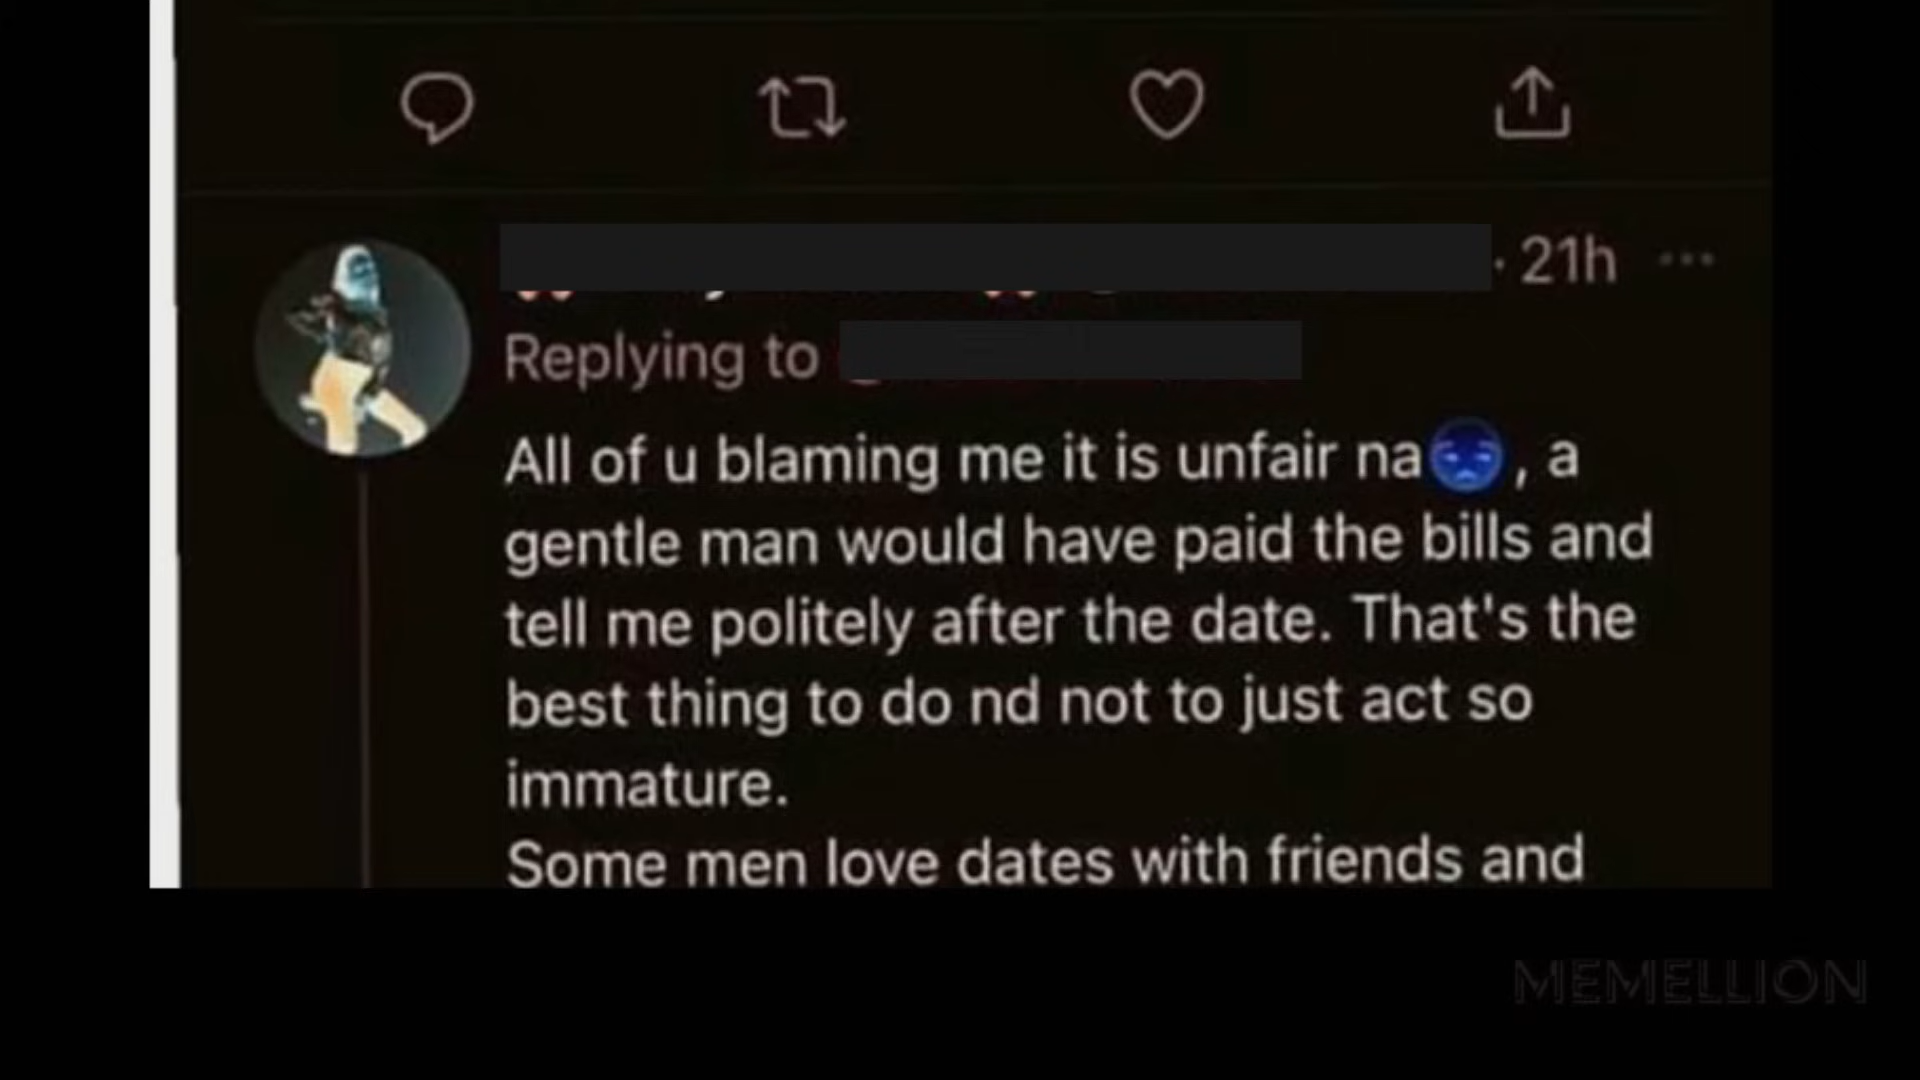 · 21h ...
Replying to
All of u blaming me it is unfair na😔, a
gentle man would have paid the bills and
tell me politely after the date. That's the
best thing to do nd not to just act so
immature.
Some men love dates with friends and
MEMELLION